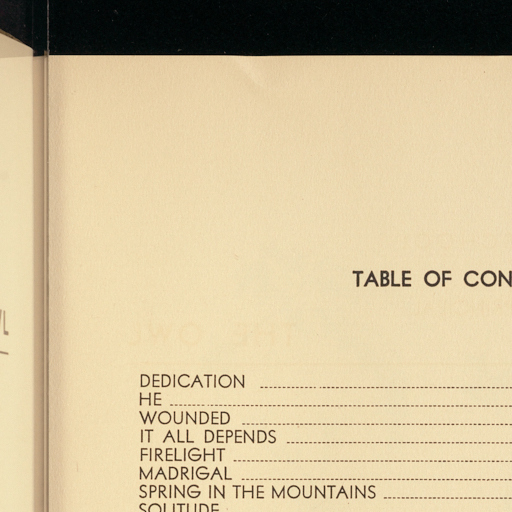 TABLE OF CON
DEDICATION
HE
WOUNDED
IT ALL DEPENDS
FIRELIGHT
MADRIGAL
SPRING IN THE MOUNTAINS
SOLITUDE